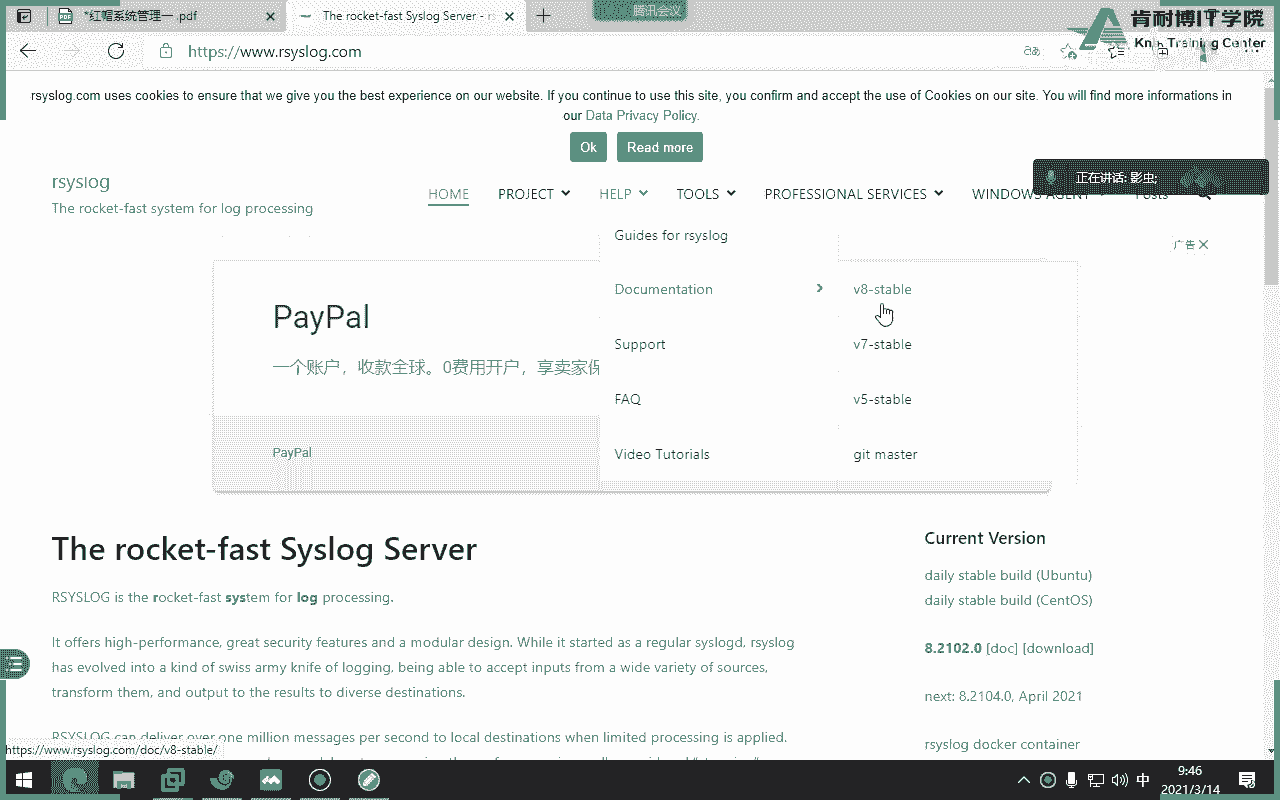 *红帽系统管理一 .pdf
The rocket-fast Syslog Server - rs
腾讯会议
肯耐博IT学院
Training Center
https://www.rsyslog.com
rsyslog.com uses cookies to ensure that we give you the best experience on our website. If you continue to use this site, you confirm and accept the use of Cookies on our site. You will find more informations in
our Data Privacy Policy.
Ok
Read more
正在讲话: 影虫;
rsyslog
The rocket-fast system for log processing
HOME
PROJECT
HELP
TOOLS
PROFESSIONAL SERVICES
WINDOWS AGENT
Posts
广告
Guides for rsyslog
Documentation
v8-stable
Support
v7-stable
FAQ
v5-stable
Video Tutorials
git master
PayPal
一个账户，收款全球。0费用开户，享卖家保
PayPal
The rocket-fast Syslog Server
RSYSLOG is the rocket-fast system for log processing.
It offers high-performance, great security features and a modular design. While it started as a regular syslogd, rsyslog
has evolved into a kind of swiss army knife of logging, being able to accept inputs from a wide variety of sources,
transform them, and output to the results to diverse destinations.
RSYSLOG can deliver over one million messages per second to local destinations when limited processing is applied.
Current Version
daily stable build (Ubuntu)
daily stable build (CentOS)
8.2102.0 [doc] [download]
next: 8.2104.0, April 2021
rsyslog docker container
https://www.rsyslog.com/doc/v8-stable/
中
9:46
2021/3/14